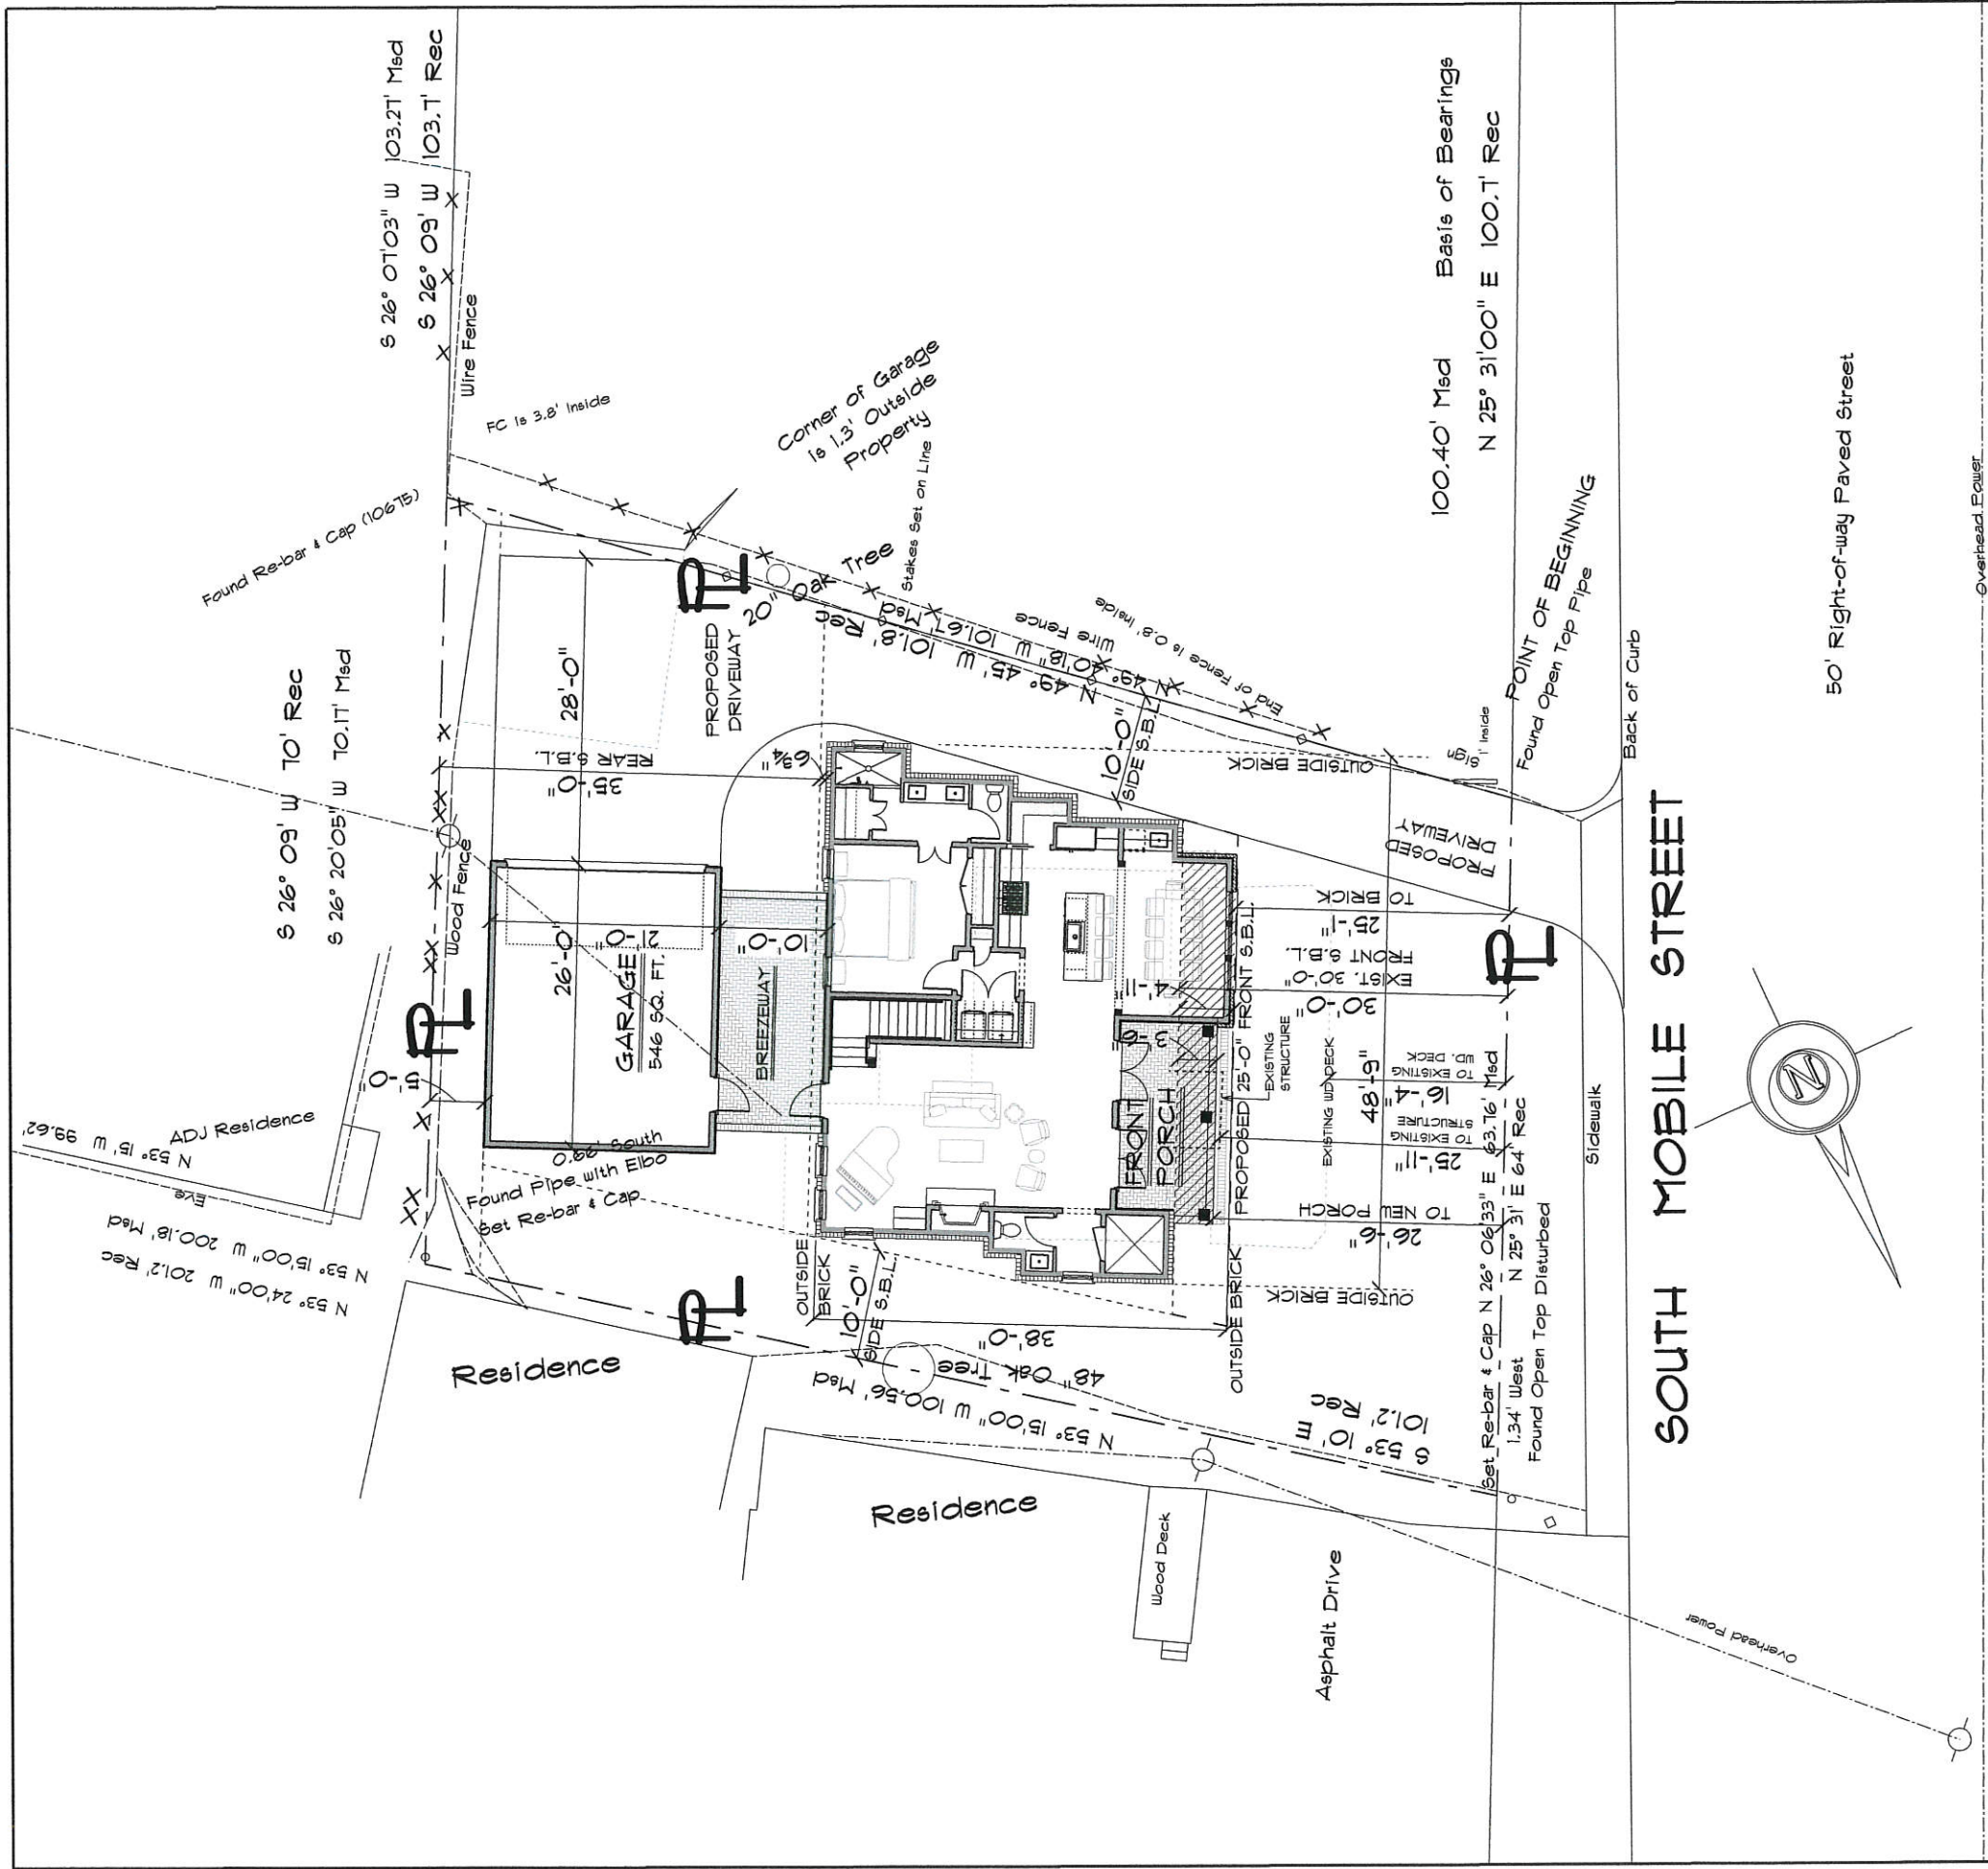 S 26° 07'03" W 103.27' Msd
S 26° 09' W 103.7' Rec
Wire Fence
FC is 3.8' Inside
Corner of Garage
is 1.3' Outside
Property
Stakes Set on Line
Found Re-bar & Cap (10675)
S 26° 09' W 70' Rec
S 26° 20'05" W 70.17' Msd
Wood Fence
28'-0"
35'-0"
REAR S.B.L.
PROPOSED
DRIVEWAY
20" Oak Tree
N 49° 45' W 101.8' Rec
N 49° 40'18" W 101.67' Msd
Wire Fence
End of Fence is 0.8' Inside
6 3/4"
10'-0"
SIDE S.B.L.
OUTSIDE BRICK
PL
PL
PL
PL
26'-0"
21'-0"
GARAGE
546 SQ. FT.
10'-0"
BREEZEWAY
5'-0"
ADJ Residence
N 53° 15' W 99.62'
Eve
N 53° 15'00" W 200.18' Msd
N 53° 24'00" W 201.2' Rec
0.39' South
Found Pipe with Elbo
Set Re-bar & Cap
Residence
Residence
OUTSIDE
BRICK
10'-0"
SIDE S.B.L.
38'-0"
OUTSIDE BRICK
48" Oak Tree
N 53° 15'00" W 100.56' Msd
S 53° 10' E
101.2' Rec
FRONT
PORCH
3'-6"
4'-11"
PROPOSED 25'-0" FRONT S.B.L.
EXISTING
STRUCTURE
EXISTING WD DECK
25'-1"
TO BRICK
EXIST. 30'-0"
FRONT S.B.L.
30'-0"
48'-9"
16'-4"
TO EXISTING
WD. DECK
25'-11"
TO EXISTING
STRUCTURE
26'-6"
TO NEW PORCH
OUTSIDE BRICK
PROPOSED
DRIVEWAY
Sign 1' Inside
100.40' Msd Basis of Bearings
N 25° 31'00" E 100.7' Rec
POINT OF BEGINNING
Found Open Top Pipe
Set Re-bar & Cap N 26° 06'33" E 63.76' Msd
1.34' West N 25° 31' E 64' Rec
Found Open Top Disturbed
Sidewalk
Back of Curb
Wood Deck
Asphalt Drive
SOUTH MOBILE STREET
50' Right-of-way Paved Street
Overhead Power
Overhead Power
N